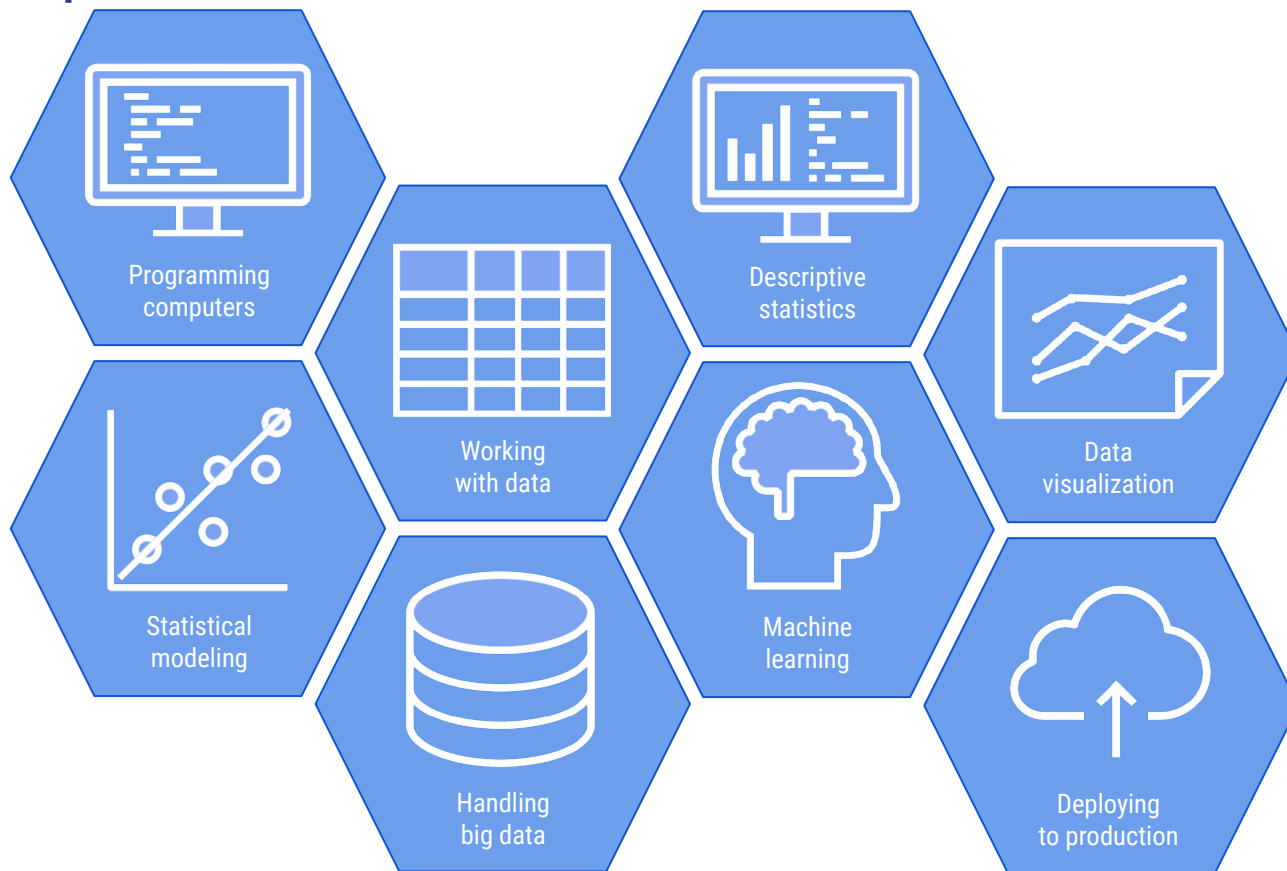 Programming
computers
Descriptive
statistics
Working
with data
Data
visualization
Statistical
modeling
Machine
learning
Handling
big data
Deploying
to production